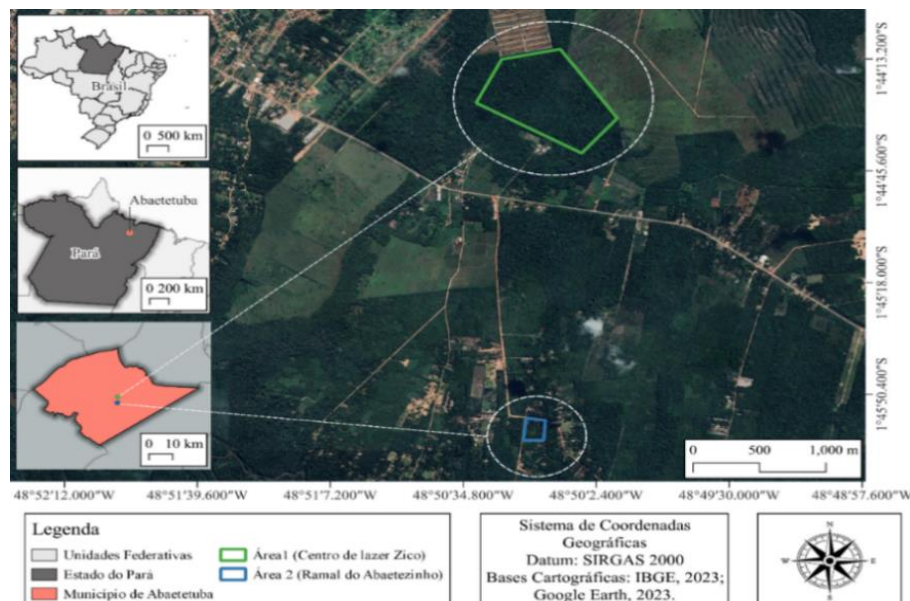 Brasil
0 500 km
Abaetetuba
Pará
0 200 km
0 10 km
1°44'13.200"S
1°44'45.600"S
1°45'18.000"S
1°45'50.400"S
0 500 1,000 m
48°52'12.000"W 48°51'39.600"W 48°51'7.200"W 48°50'34.800"W 48°50'2.400"W 48°49'30.000"W 48°48'57.600"W
Legenda
Unidades Federativas
Estado do Pará
Município de Abaetetuba
Área1 (Centro de lazer Zico)
Área 2 (Ramal do Abaetezinho)
Sistema de Coordenadas
Geográficas
Datum: SIRGAS 2000
Bases Cartográficas: IBGE, 2023;
Google Earth, 2023.
N
E
S